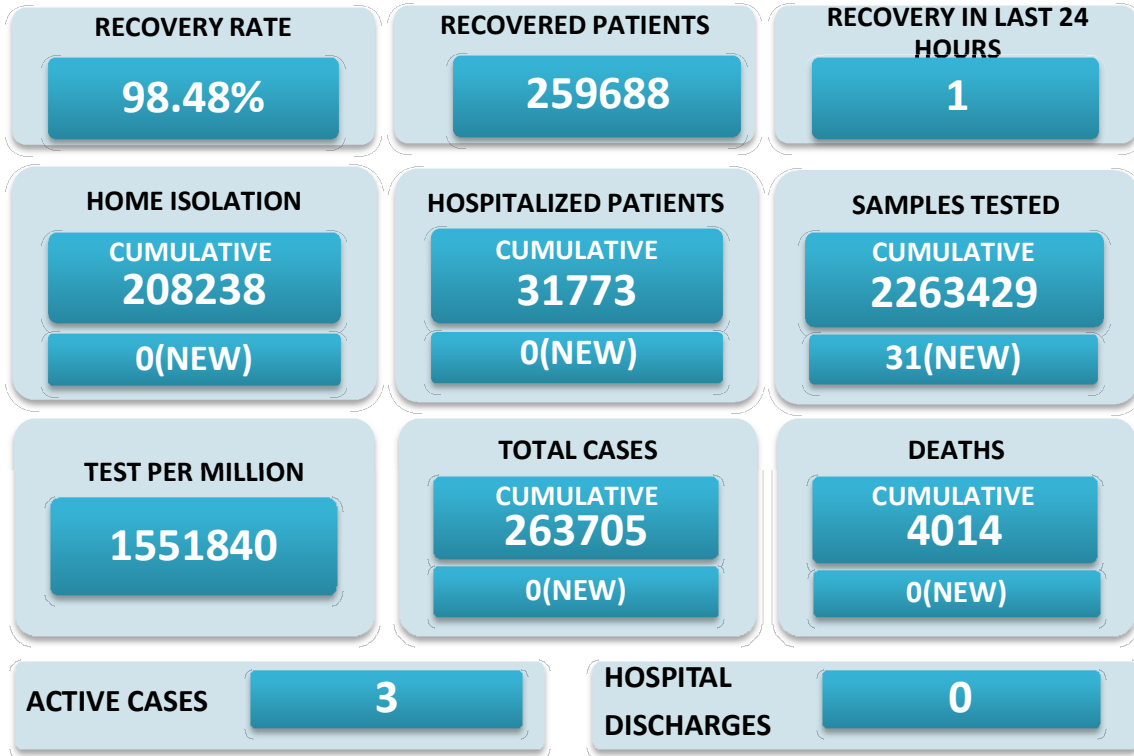 RECOVERY RATE
98.48%
RECOVERED PATIENTS
259688
RECOVERY IN LAST 24
HOURS
1
HOME ISOLATION
CUMULATIVE
208238
0(NEW)
HOSPITALIZED PATIENTS
CUMULATIVE
31773
0(NEW)
SAMPLES TESTED
CUMULATIVE
2263429
31(NEW)
TEST PER MILLION
1551840
TOTAL CASES
CUMULATIVE
263705
0(NEW)
DEATHS
CUMULATIVE
4014
0(NEW)
ACTIVE CASES
3
HOSPITAL
DISCHARGES
0